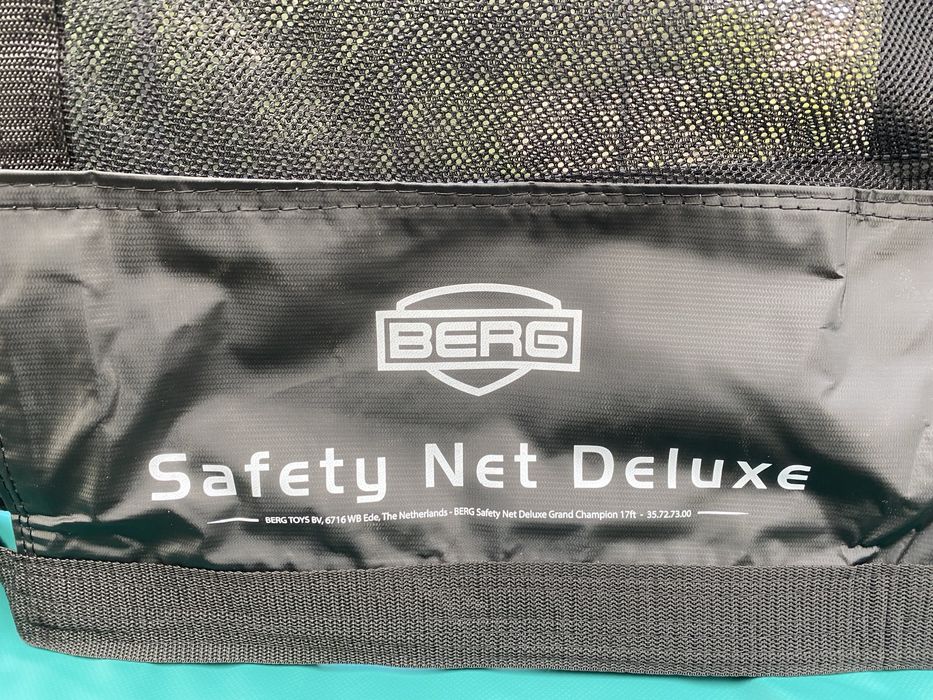 BERG
Safety Net Deluxe
BERG TOYS BV, 6716 WB Ede, The Netherlands - BERG Safety Net Deluxe Grand Champion 17ft - 35.72.73.00